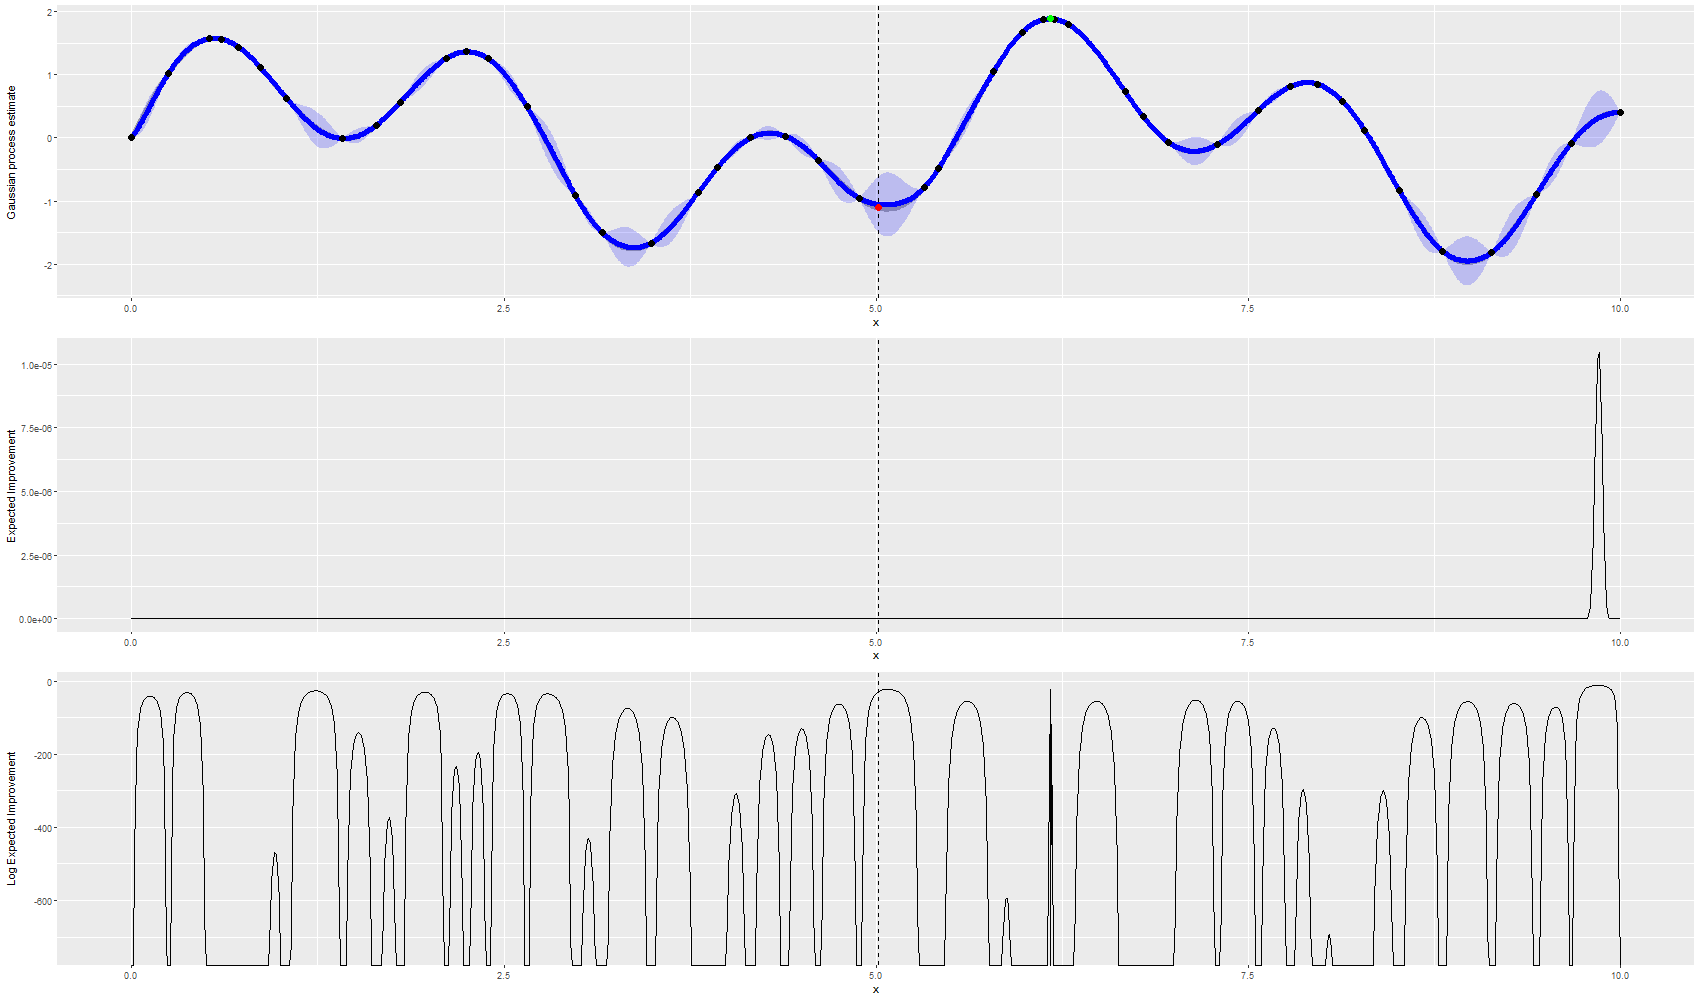 Gaussian process estimate
2
1
0
-1
-2
0.0 2.5 5.0 7.5 10.0
x
Expected Improvement
1.0e-05
7.5e-06
5.0e-06
2.5e-06
0.0e+00
0.0 2.5 5.0 7.5 10.0
x
Log Expected Improvement
0
-200
-400
-600
0.0 2.5 5.0 7.5 10.0
x